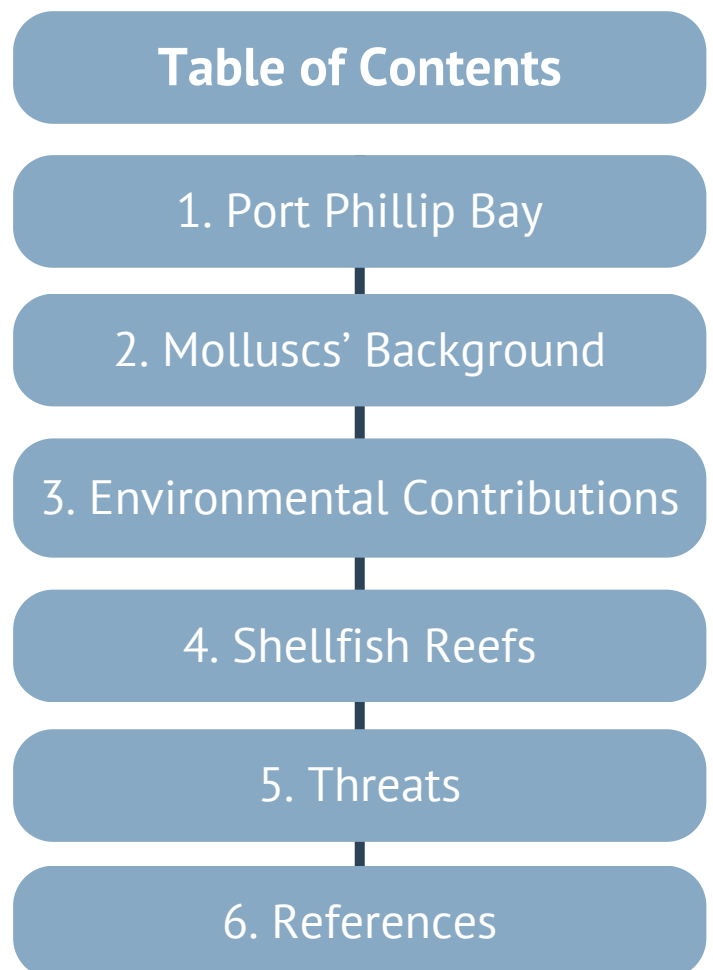 Table of Contents
1. Port Phillip Bay
2. Molluscs’ Background
3. Environmental Contributions
4. Shellfish Reefs
5. Threats
6. References